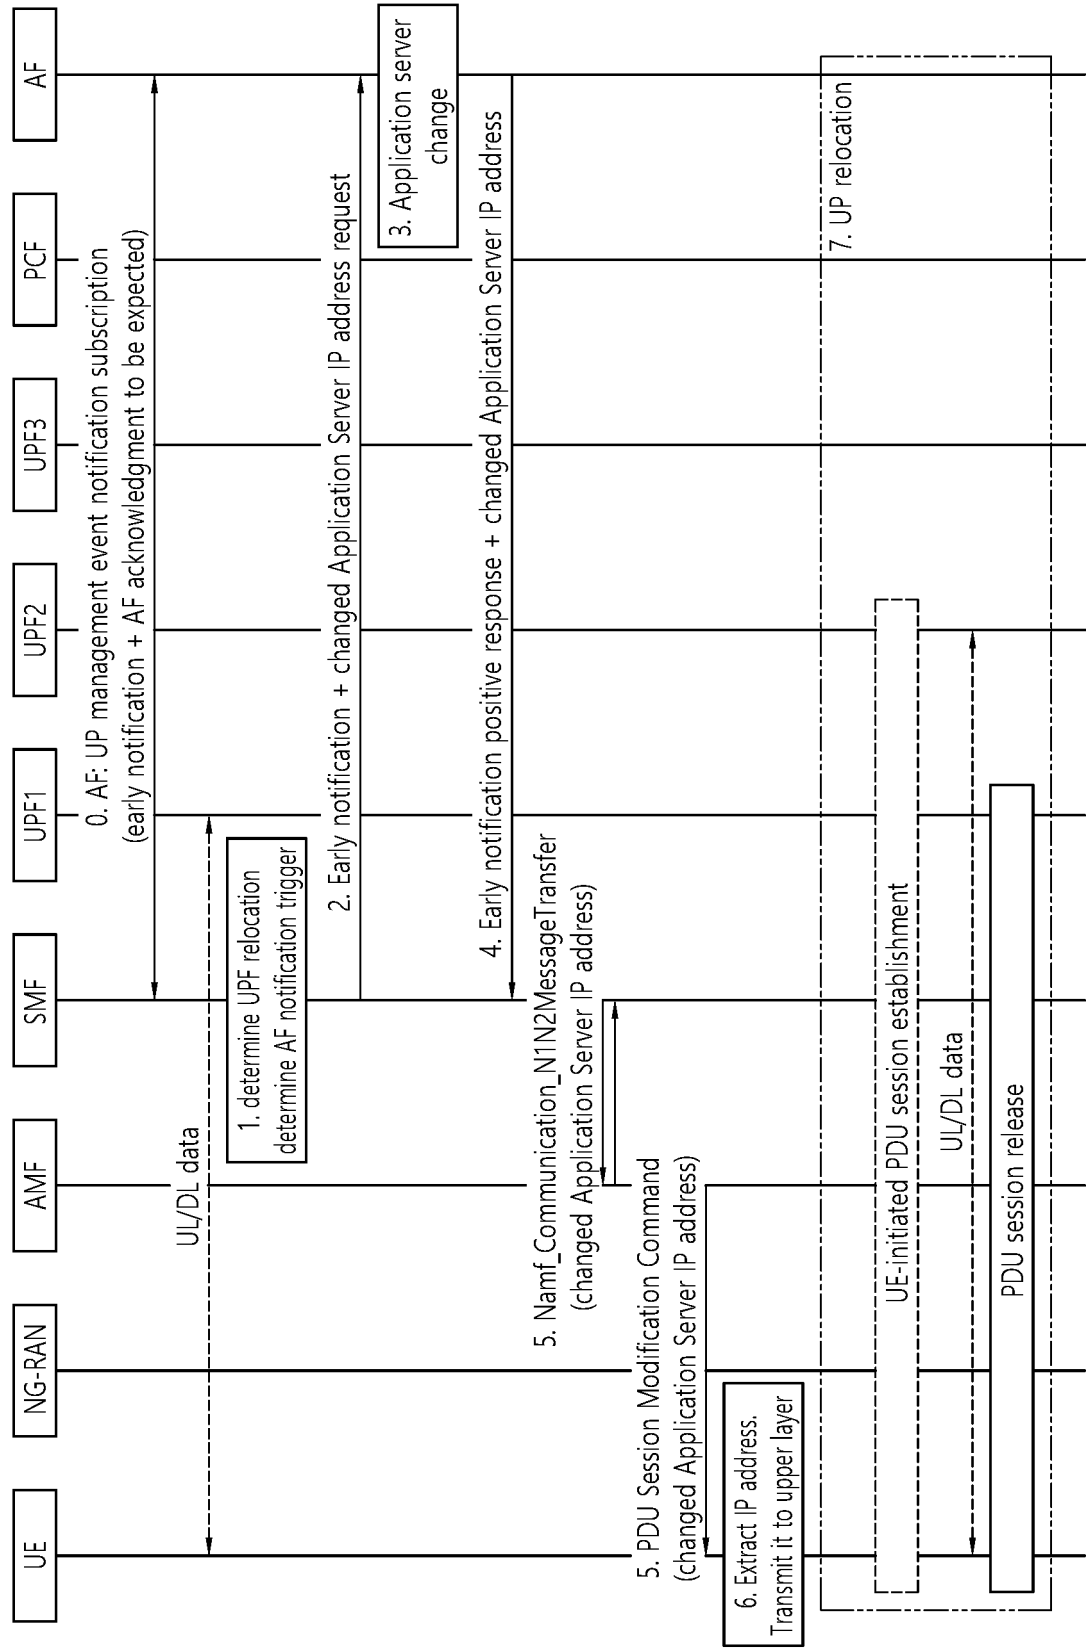 UE
NG-RAN
AMF
SMF
UPF1
UPF2
UPF3
PCF
AF
0. AF: UP management event notification subscription
(early notification + AF acknowledgment to be expected)
UL/DL data
1. determine UPF relocation
determine AF notification trigger
2. Early notification + changed Application Server IP address request
3. Application server
change
4. Early notification positive response + changed Application Server IP address
5. Namf_Communication_N1N2MessageTransfer
(changed Application Server IP address)
5. PDU Session Modification Command
(changed Application Server IP address)
6. Extract IP address.
Transmit it to upper layer
7. UP relocation
UE-initiated PDU session establishment
UL/DL data
PDU session release